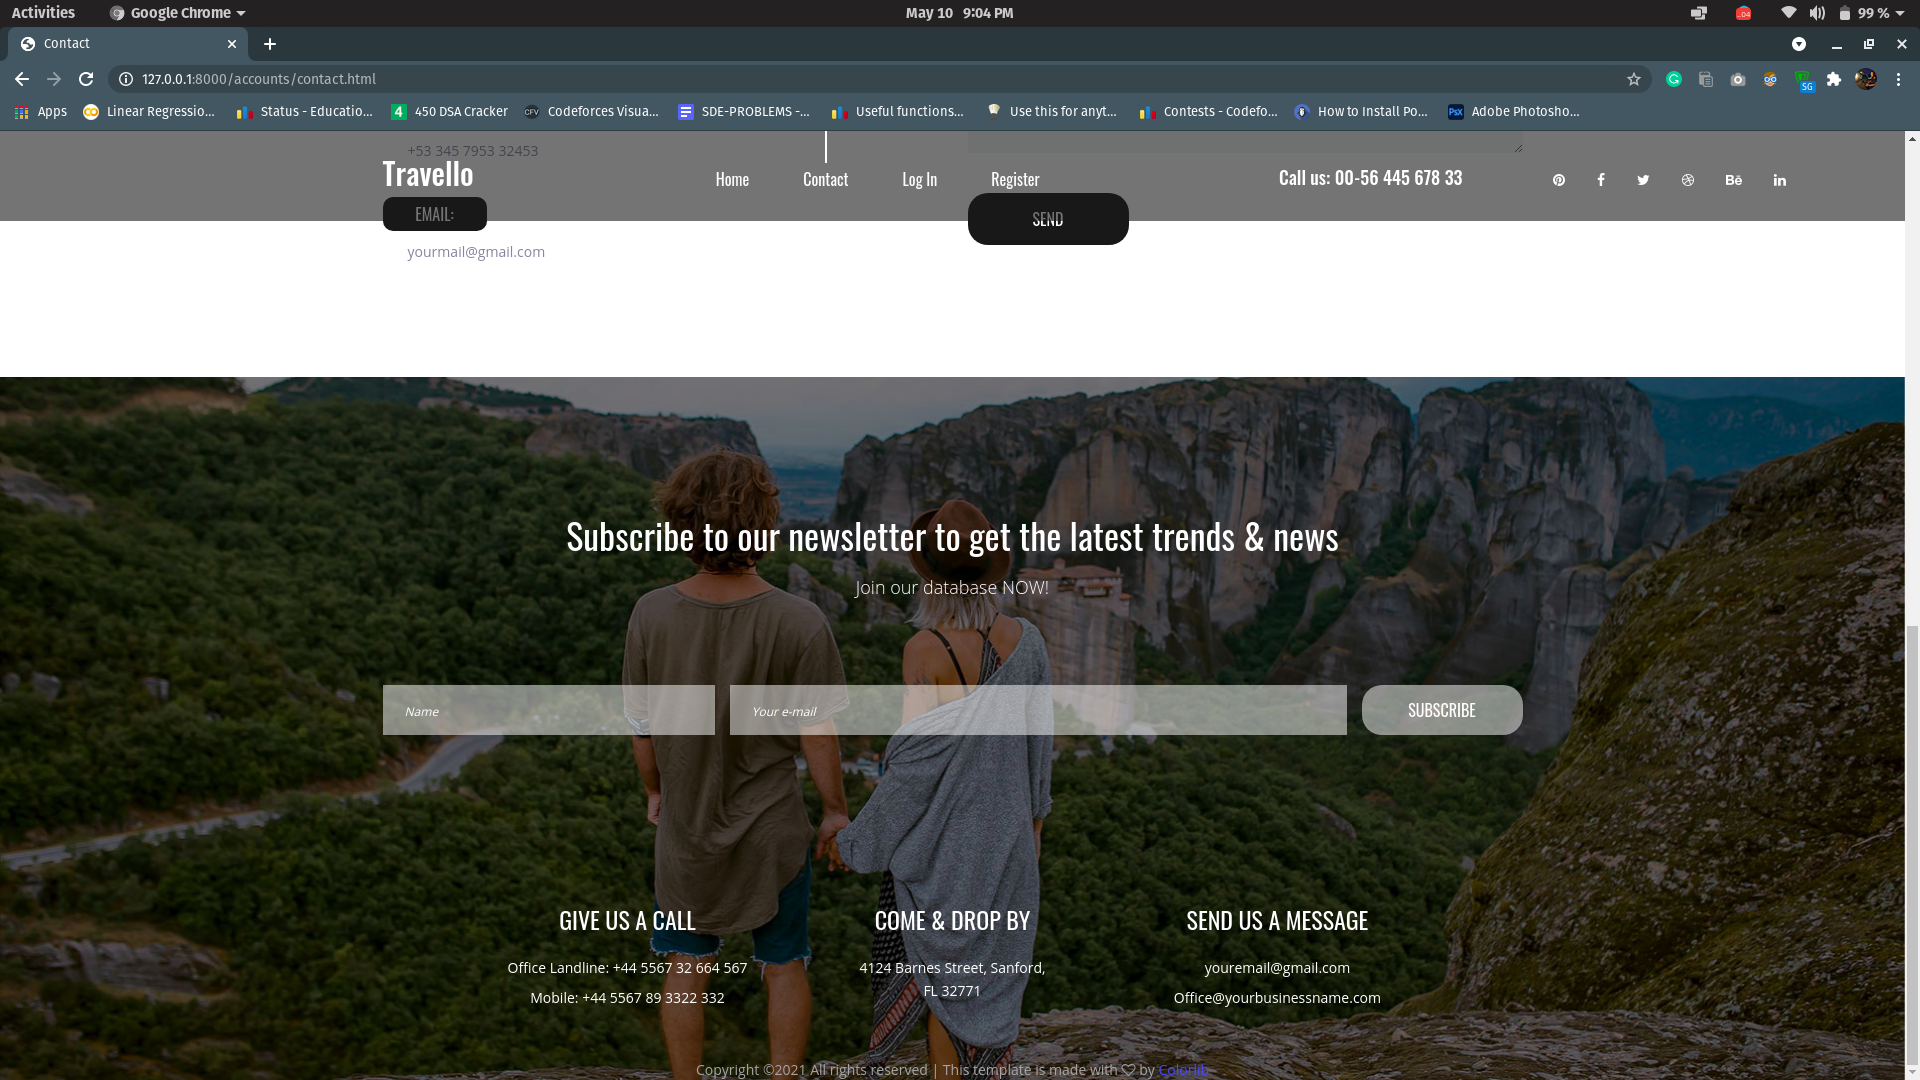 Activities Google Chrome May 10 9:04 PM 99 %
Contact
127.0.0.1:8000/accounts/contact.html
Apps Linear Regressio... Status - Educatio... 450 DSA Cracker Codeforces Visua... SDE-PROBLEMS -... Useful functions... Use this for anyt... Contests - Codefo... How to Install Po... Adobe Photosho...
+53 345 7953 32453
Travello Home Contact Log In Register Call us: 00-56 445 678 33
EMAIL: SEND
yourmail@gmail.com
Subscribe to our newsletter to get the latest trends & news
Join our database NOW!
Name Your e-mail SUBSCRIBE
GIVE US A CALL COME & DROP BY SEND US A MESSAGE
Office Landline: +44 5567 32 664 567 4124 Barnes Street, Sanford, youremail@gmail.com
Mobile: +44 5567 89 3322 332 FL 32771 Office@yourbusinessname.com
Copyright ©2021 All rights reserved | This template is made with ♡ by Colorlib